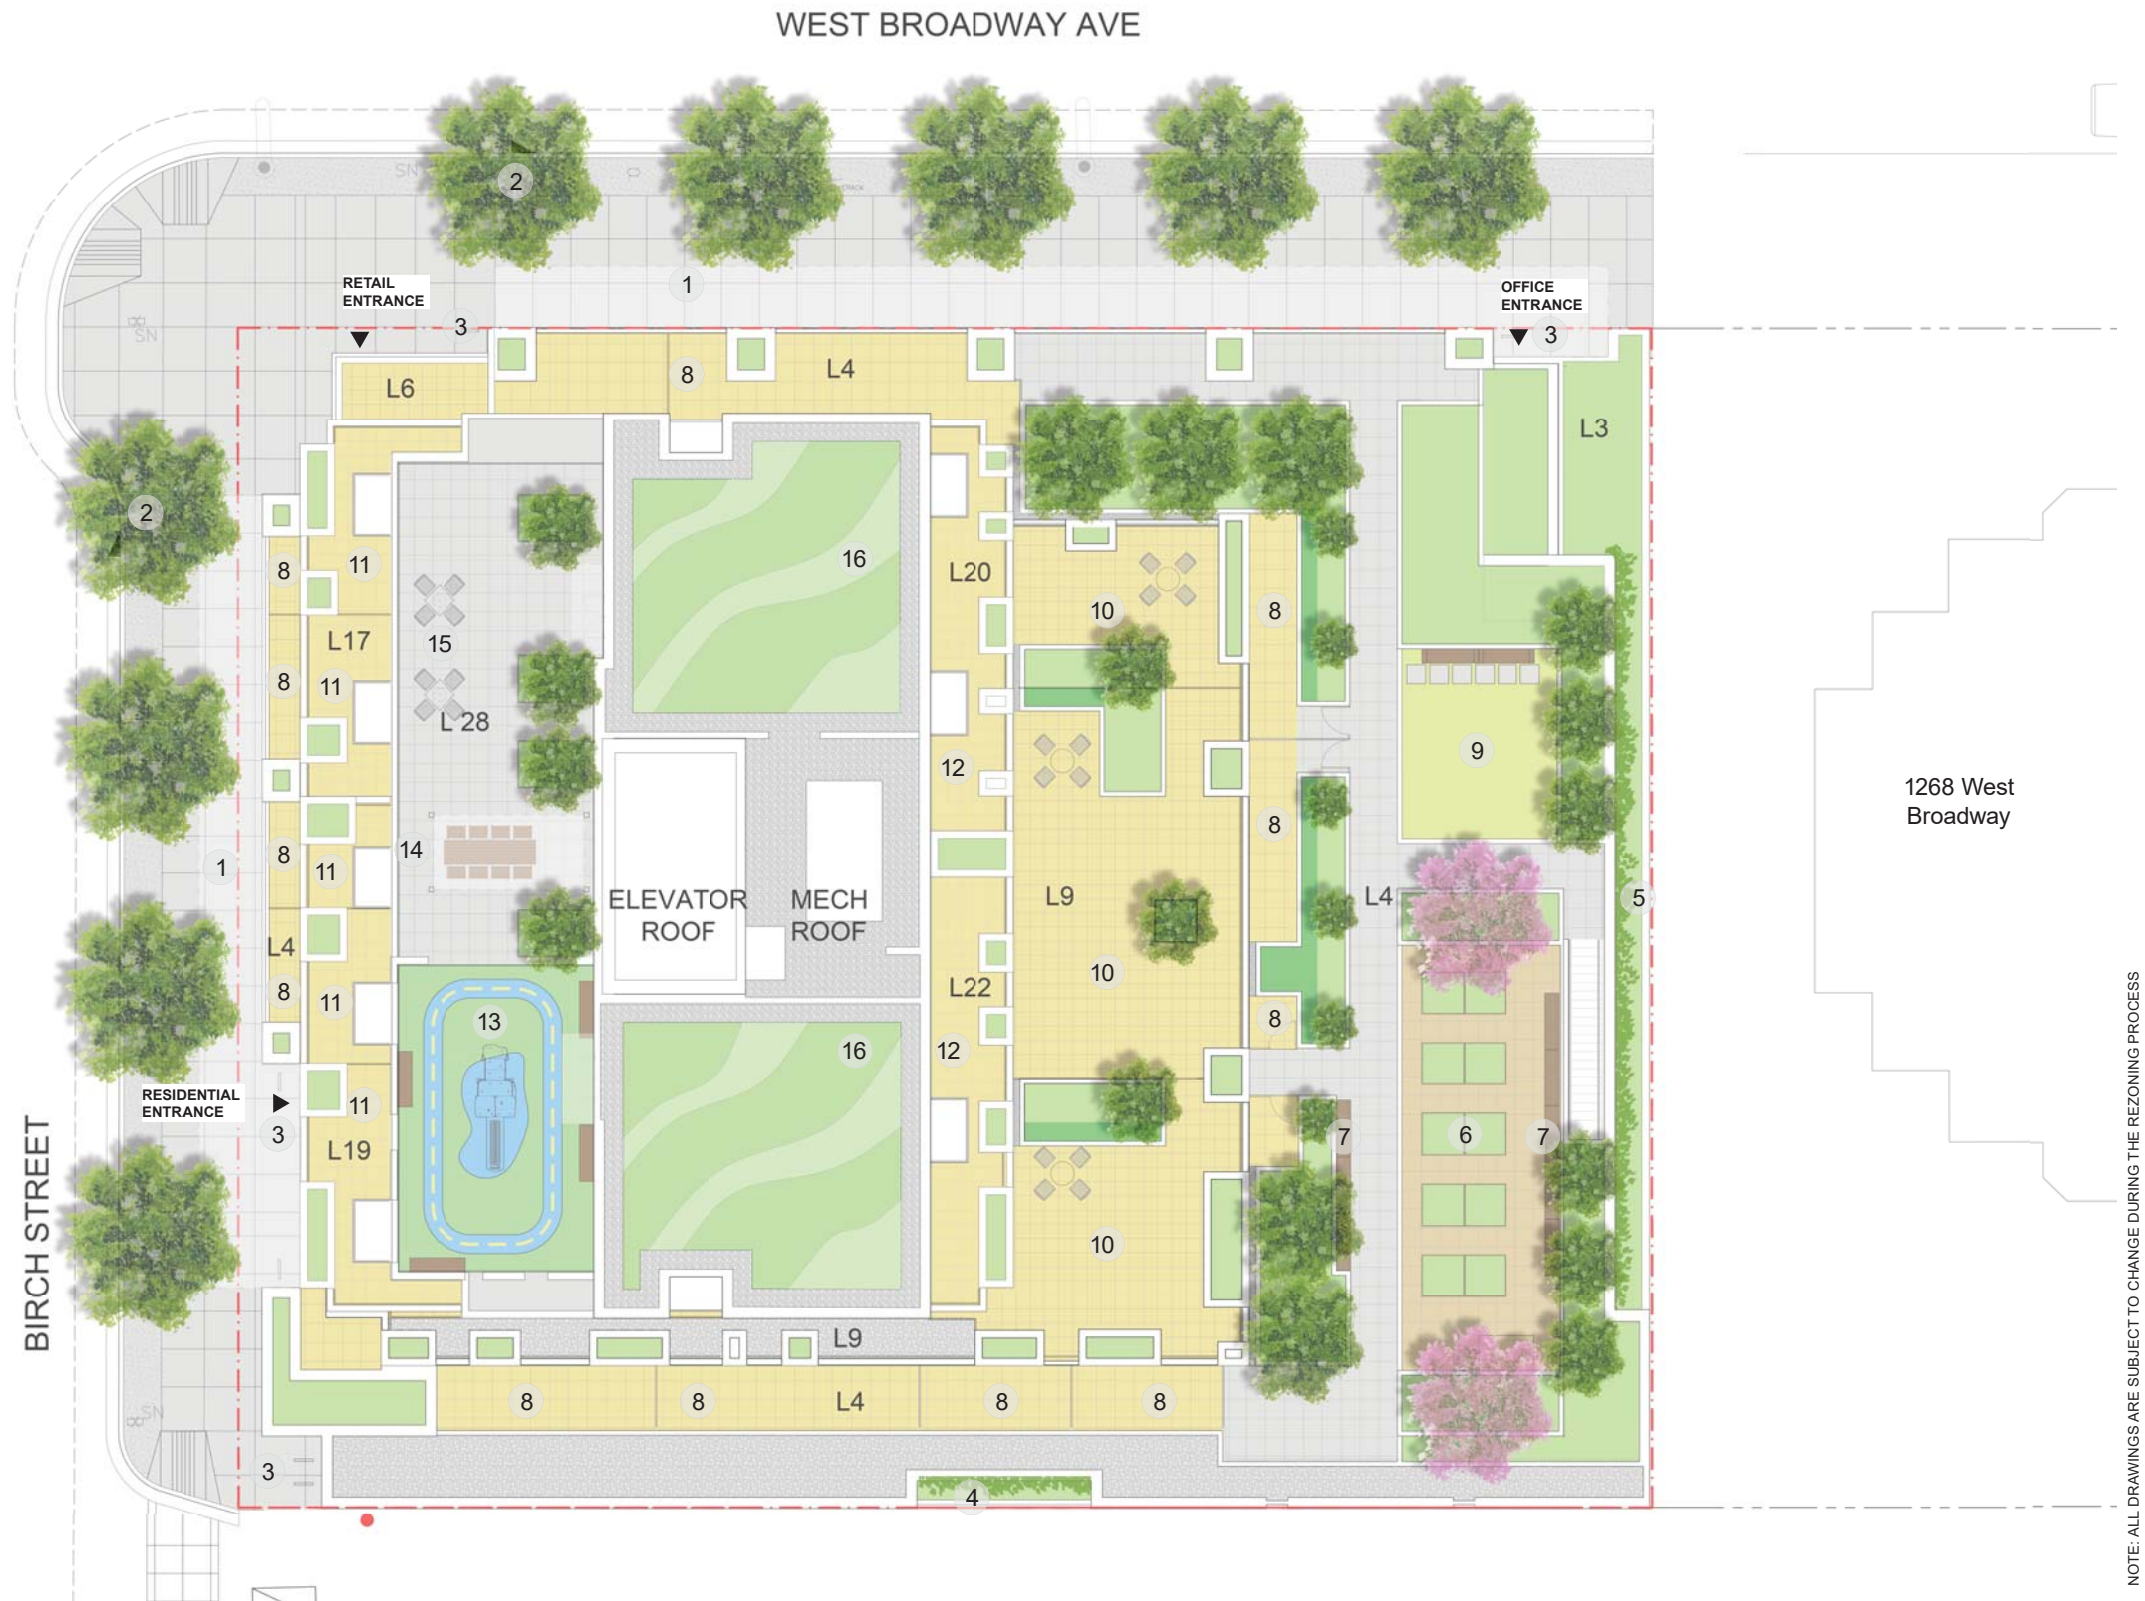 WEST BROADWAY AVE
2
SN
1
RETAIL
ENTRANCE
OFFICE
ENTRANCE
3
3
SN
L6
8
L4
L3
2
16
8
11
L20
10
8
L17
15
8
11
L 28
9
12
1268 West
Broadway
8
14
1
8
11
ELEVATOR
ROOF
MECH
ROOF
L9
L4
5
L4
8
11
10
L22
13
8
16
12
RESIDENTIAL
ENTRANCE
11
3
L19
7
6
7
10
BIRCH STREET
L9
8
8
L4
8
8
SN
3
4
NOTE: ALL DRAWINGS ARE SUBJECT TO CHANGE DURING THE REZONING PROCESS